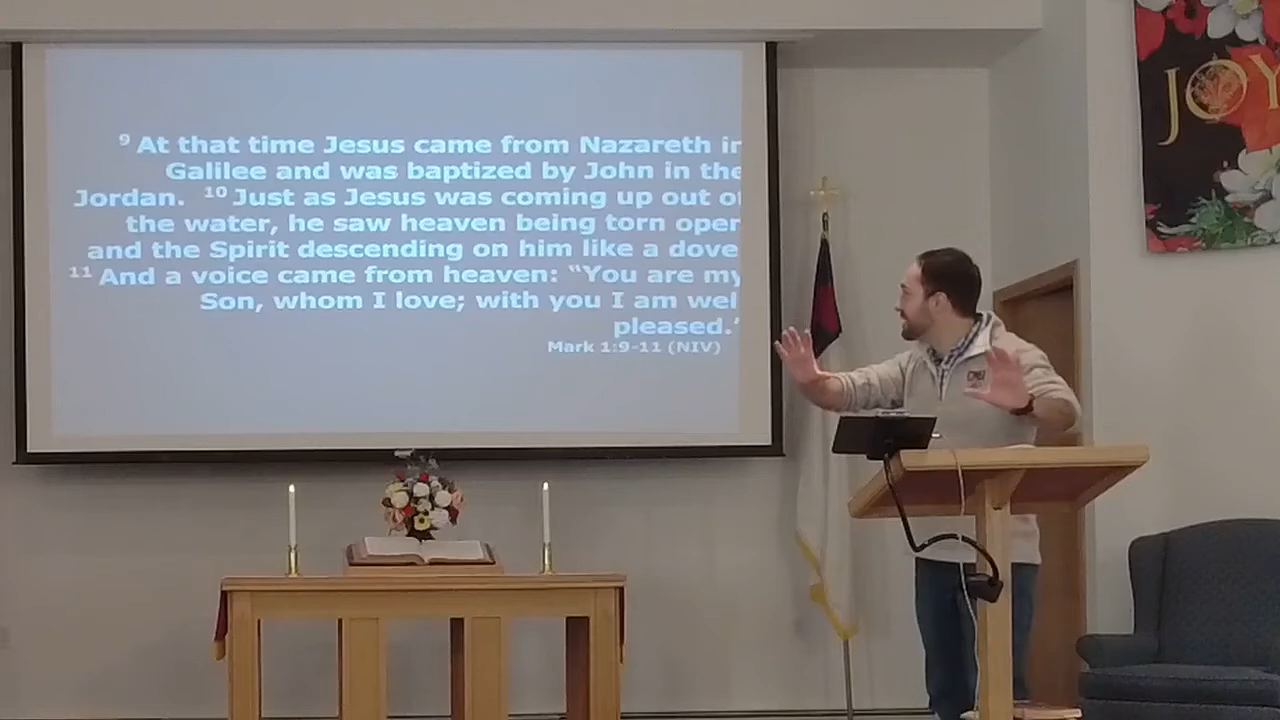 9 At that time Jesus came from Nazareth in
Galilee and was baptized by John in the
Jordan. 10 Just as Jesus was coming up out of
the water, he saw heaven being torn open
and the Spirit descending on him like a dove
11 And a voice came from heaven: “You are my
Son, whom I love; with you I am wel
pleased.”
Mark 1:9-11 (NIV)
JOY